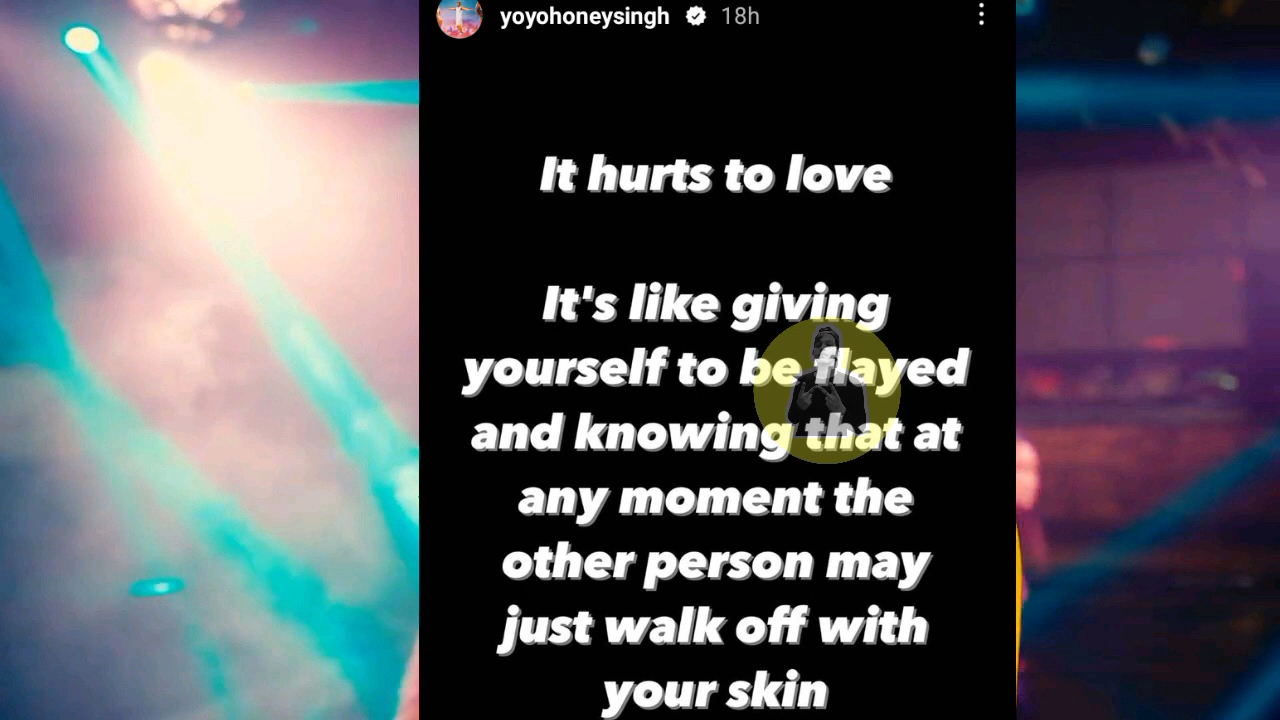 yoyohoneysingh 18h
It hurts to love
It's like giving
yourself to be flayed
and knowing that at
any moment the
other person may
just walk off with
your skin